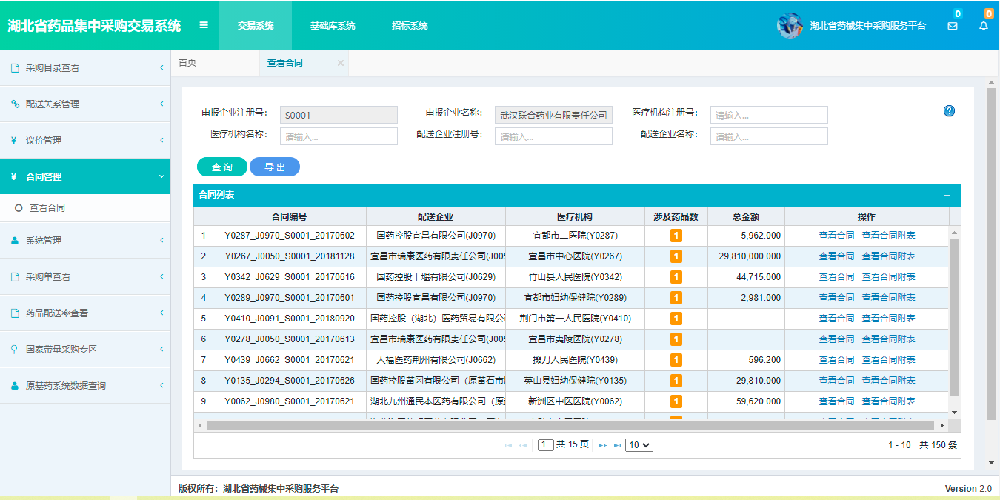 湖北省药品集中采购交易系统 交易系统 基础库系统 招标系统 湖北省药械集中采购服务平台 0 0
采购目录查看
配送关系管理
议价管理
合同管理
查看合同
系统管理
采购单查看
药品配送率查看
国家带量采购专区
原基药系统数据查询
首页 查看合同
申报企业注册号: S0001 申报企业名称: 武汉联合药业有限责任公司 医疗机构注册号: 请输入...
医疗机构名称: 请输入... 配送企业注册号: 请输入... 配送企业名称: 请输入...
查 询 导 出
合同列表
合同编号 配送企业 医疗机构 涉及药品数 总金额 操作
1 Y0287_J0970_S0001_20170602 国药控股宜昌有限公司(J0970) 宜都市二医院(Y0287) 1 5,962.000 查看合同 查看合同附表
2 Y0267_J0050_S0001_20181128 宜昌市瑞康医药有限责任公司(J005 宜昌市中心医院(Y0267) 1 29,810,000.000 查看合同 查看合同附表
3 Y0342_J0629_S0001_20170616 国药控股十堰有限公司(J0629) 竹山县人民医院(Y0342) 1 44,715.000 查看合同 查看合同附表
4 Y0289_J0970_S0001_20170601 国药控股宜昌有限公司(J0970) 宜都市妇幼保健院(Y0289) 1 2,981.000 查看合同 查看合同附表
5 Y0410_J0091_S0001_20180920 国药控股（湖北）医药贸易有限公 荆门市第一人民医院(Y0410) 1 查看合同 查看合同附表
6 Y0278_J0050_S0001_20170613 宜昌市瑞康医药有限责任公司(J005 宜昌市夷陵医院(Y0278) 1 查看合同 查看合同附表
7 Y0439_J0662_S0001_20170621 人福医药荆州有限公司(J0662) 掇刀人民医院(Y0439) 1 596.200 查看合同 查看合同附表
8 Y0135_J0294_S0001_20170626 国药控股黄冈有限公司（原黄石市 英山县妇幼保健院(Y0135) 1 29,810.000 查看合同 查看合同附表
9 Y0062_J0980_S0001_20170621 湖北九州通民本医药有限公司（原 新洲区中医医院(Y0062) 1 59,620.000 查看合同 查看合同附表
1 共 15 页 10 1 - 10 共 150 条
版权所有：湖北省药械集中采购服务平台 Version 2.0